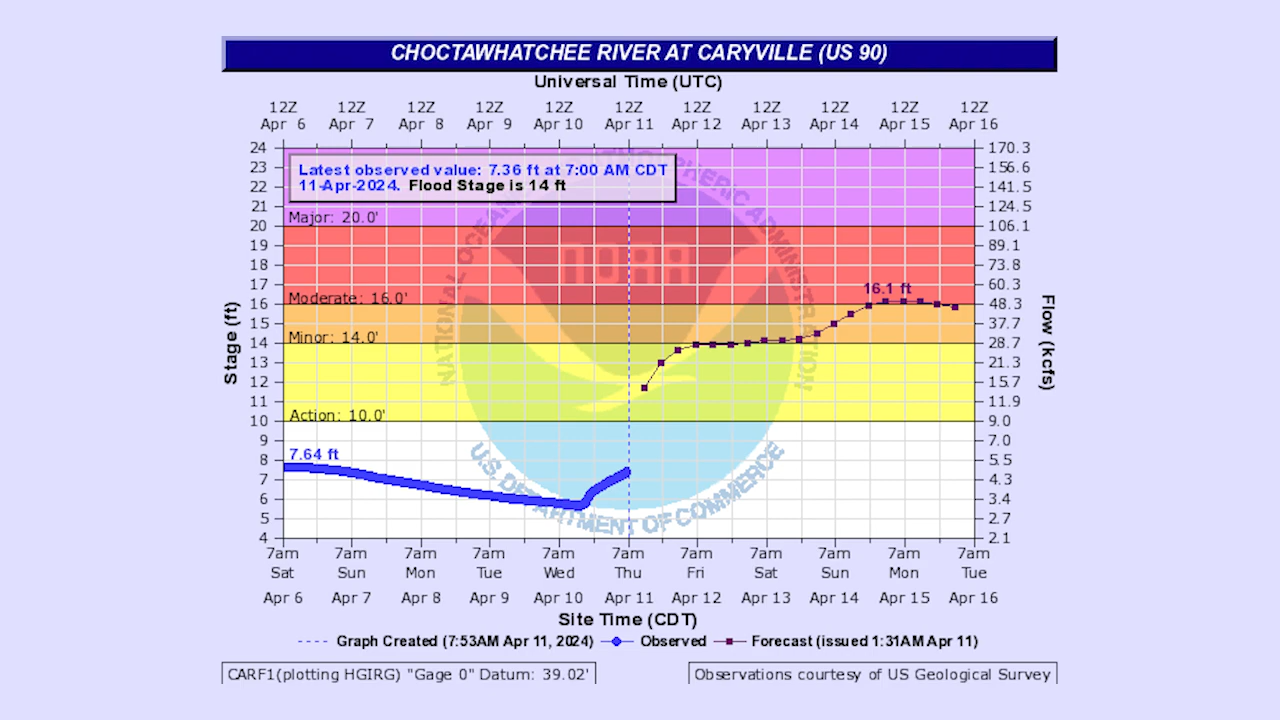 CHOCTAWHATCHEE RIVER AT CARYVILLE (US 90)
Universal Time (UTC)
12Z 12Z 12Z 12Z 12Z 12Z 12Z 12Z 12Z 12Z 12Z
Apr 6 Apr 7 Apr 8 Apr 9 Apr 10 Apr 11 Apr 12 Apr 13 Apr 14 Apr 15 Apr 16
24 170.3
23 156.6
Latest observed value: 7.36 ft at 7:00 AM CDT
11-Apr-2024. Flood Stage is 14 ft
22 141.5
21 124.5
Major: 20.0'
20 106.1
19 89.1
NOAA
18 73.8
17 60.3
16.1 ft
Moderate: 16.0'
16 48.3
15 37.7
Minor: 14.0'
14 28.7
13 21.3
12 15.7
11 11.9
Action: 10.0'
10 9.0
9 7.0
7.64 ft
8 5.5
7 4.3
6 3.4
5 2.7
4 2.1
Stage (ft)
Flow (kcfs)
NATIONAL OCEANIC AND ATMOSPHERIC ADMINISTRATION
U.S. DEPARTMENT OF COMMERCE
7am 7am 7am 7am 7am 7am 7am 7am 7am 7am 7am
Sat Sun Mon Tue Wed Thu Fri Sat Sun Mon Tue
Apr 6 Apr 7 Apr 8 Apr 9 Apr 10 Apr 11 Apr 12 Apr 13 Apr 14 Apr 15 Apr 16
Site Time (CDT)
Graph Created (7:53AM Apr 11, 2024) Observed Forecast (issued 1:31AM Apr 11)
CARF1(plotting HGIRG) "Gage 0" Datum: 39.02'
Observations courtesy of US Geological Survey